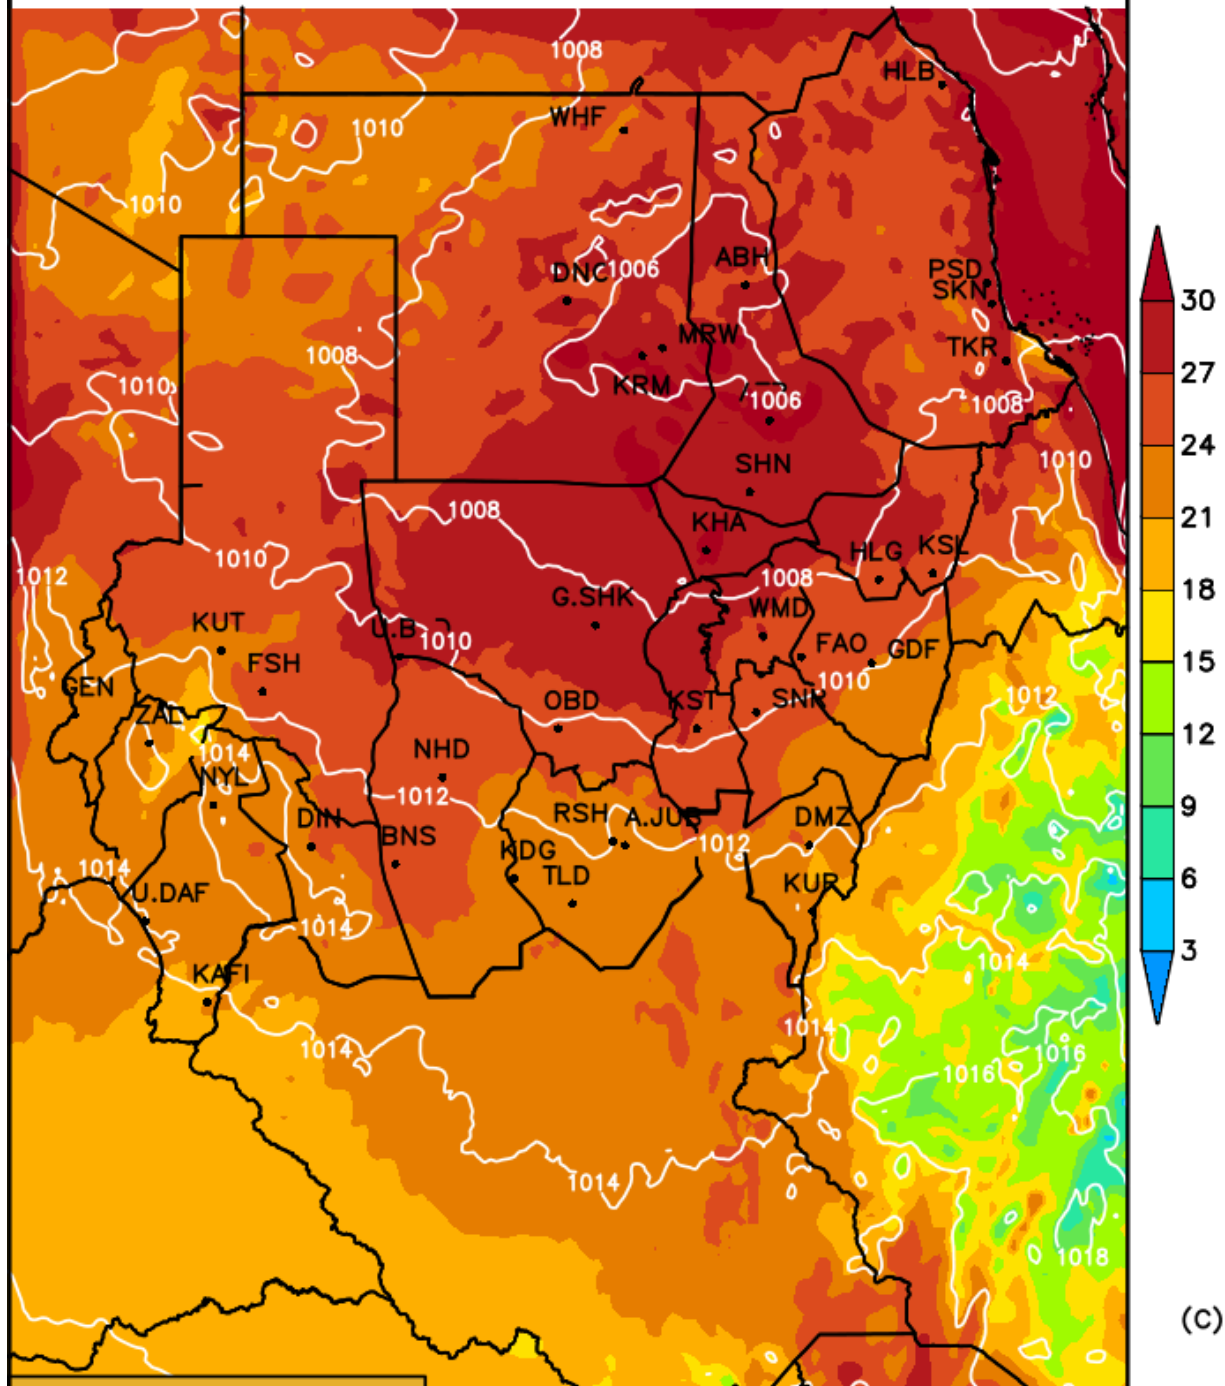 1008
HLB
WHF
1010
1010
ABH
PSD
DNC
1006
SKN
MRW
TKR
1008
1010
KRM
1006
1008
SHN
1010
1008
KHA
HLG
KSL
1010
1012
1008
G.SHK
WMD
KUT
U.B
1010
FAO
GDF
FSH
GEN
1010
OBD
KST
SNR
1012
ZAL
1014
NHD
NYL
1012
DIN
RSH
A.JUB
DMZ
BNS
1012
KDG
1014
TLD
KUR
U.DAF
1014
1014
KAFI
1014
1014
1016
1016
1014
1018
30
27
24
21
18
15
12
9
6
3
(C)